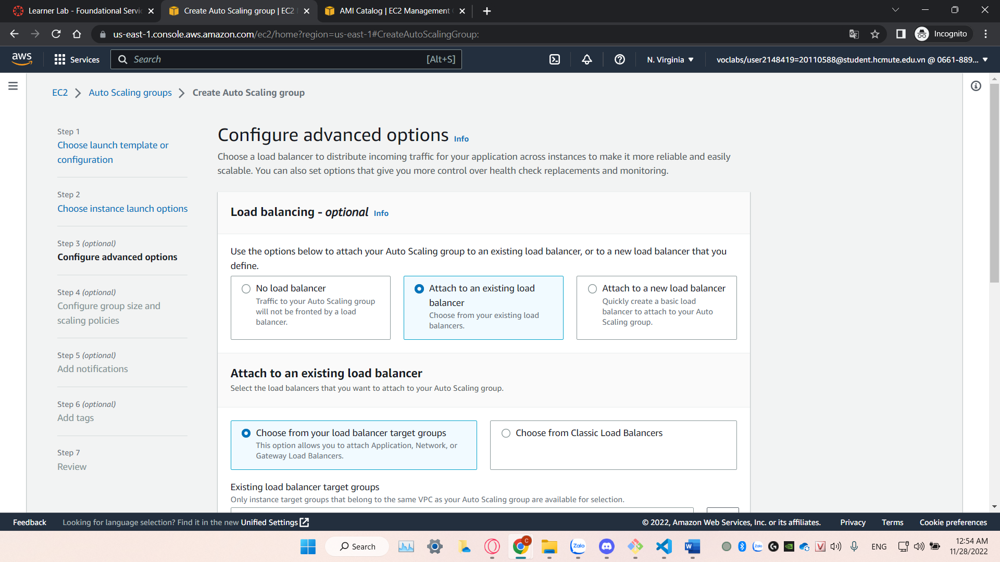 Learner Lab - Foundational Servic
Create Auto Scaling group | EC2
AMI Catalog | EC2 Management
us-east-1.console.aws.amazon.com/ec2/home?region=us-east-1#CreateAutoScalingGroup:
Incognito
aws
Services
Search
[Alt+S]
N. Virginia
voclabs/user2148419=20110588@student.hcmute.edu.vn @ 0661-889...
EC2
Auto Scaling groups
Create Auto Scaling group
Step 1
Choose launch template or
configuration
Step 2
Choose instance launch options
Step 3 (optional)
Configure advanced options
Step 4 (optional)
Configure group size and
scaling policies
Step 5 (optional)
Add notifications
Step 6 (optional)
Add tags
Step 7
Review
Configure advanced options Info
Choose a load balancer to distribute incoming traffic for your application across instances to make it more reliable and easily
scalable. You can also set options that give you more control over health check replacements and monitoring.
Load balancing - optional Info
Use the options below to attach your Auto Scaling group to an existing load balancer, or to a new load balancer that you
define.
No load balancer
Traffic to your Auto Scaling group
will not be fronted by a load
balancer.
Attach to an existing load
balancer
Choose from your existing load
balancers.
Attach to a new load balancer
Quickly create a basic load
balancer to attach to your Auto
Scaling group.
Attach to an existing load balancer
Select the load balancers that you want to attach to your Auto Scaling group.
Choose from your load balancer target groups
This option allows you to attach Application, Network, or
Gateway Load Balancers.
Choose from Classic Load Balancers
Existing load balancer target groups
Only instance target groups that belong to the same VPC as your Auto Scaling group are available for selection.
Feedback
Looking for language selection? Find it in the new Unified Settings
© 2022, Amazon Web Services, Inc. or its affiliates.
Privacy
Terms
Cookie preferences
Search
C
Zalo
W
Zalo
V
ENG
12:54 AM
11/28/2022